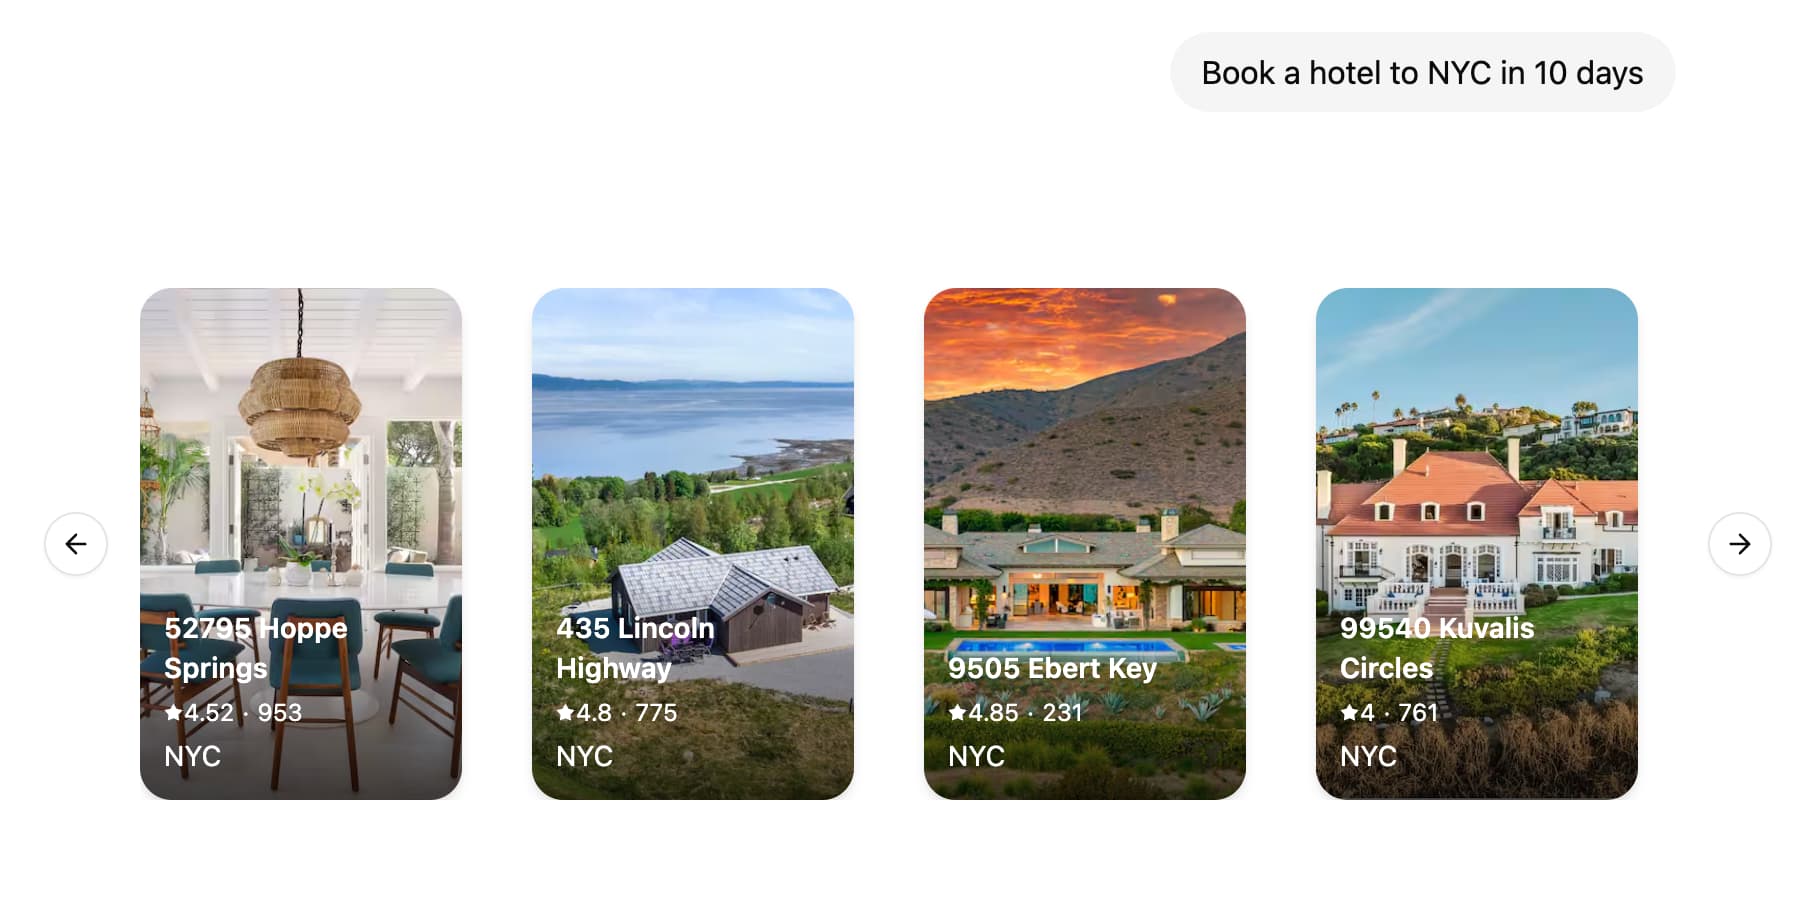 Book a hotel to NYC in 10 days
52795 Hoppe
Springs
★4.52 · 953
NYC
435 Lincoln
Highway
★4.8 · 775
NYC
9505 Ebert Key
★4.85 · 231
NYC
99540 Kuvalis
Circles
★4 · 761
NYC